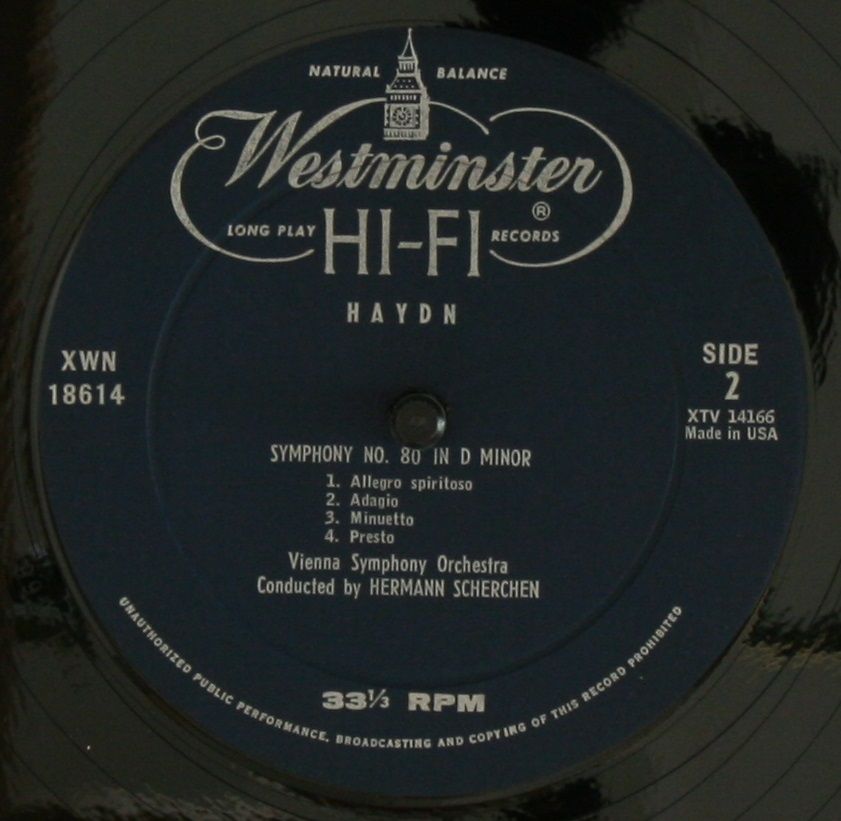 NATURAL BALANCE
Westminster
®
LONG PLAY HI-FI RECORDS
HAYDN
XWN
18614
SIDE
2
XTV 14166
Made in USA
SYMPHONY NO. 80 IN D MINOR
1. Allegro spiritoso
2. Adagio
3. Minuetto
4. Presto
Vienna Symphony Orchestra
Conducted by HERMANN SCHERCHEN
33⅓ RPM
UNAUTHORIZED PUBLIC PERFORMANCE, BROADCASTING AND COPYING OF THIS RECORD PROHIBITED